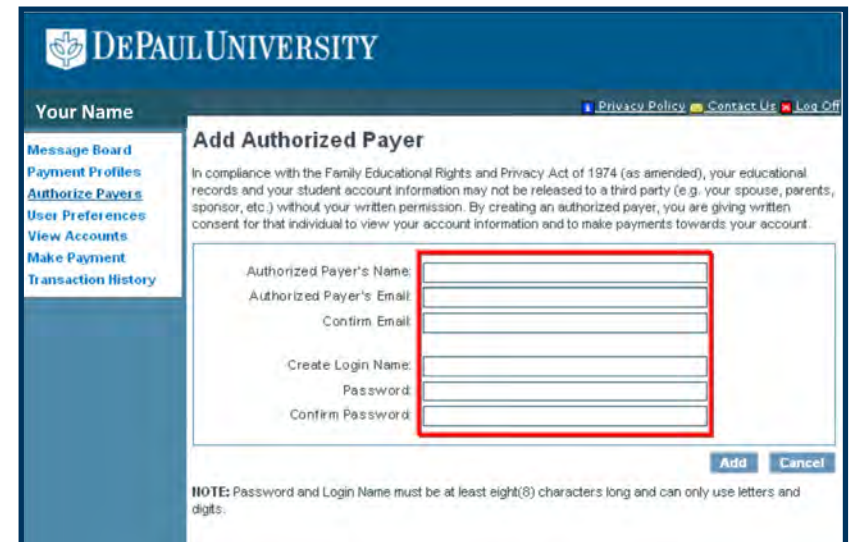 DEPAUL UNIVERSITY
Your Name
Privacy Policy Contact Us Log Off
Message Board
Payment Profiles
Authorize Payers
User Preferences
View Accounts
Make Payment
Transaction History
Add Authorized Payer
In compliance with the Family Educational Rights and Privacy Act of 1974 (as amended), your educational
records and your student account information may not be released to a third party (e.g. your spouse, parents,
sponsor, etc.) without your written permission. By creating an authorized payer, you are giving written
consent for that individual to view your account information and to make payments towards your account.
Authorized Payer's Name:
Authorized Payer's Email:
Confirm Email:
Create Login Name:
Password:
Confirm Password:
Add Cancel
NOTE: Password and Login Name must be at least eight(8) characters long and can only use letters and
digits.